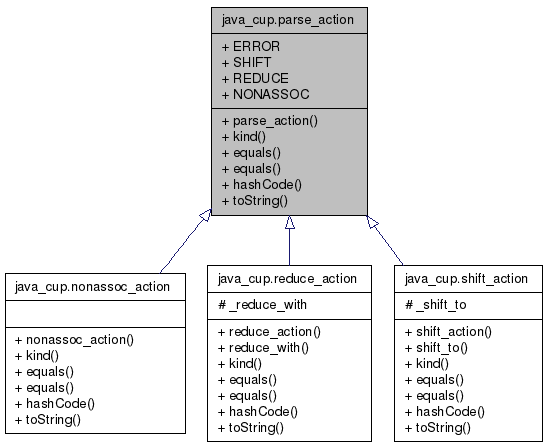 java_cup.parse_action
+ ERROR
+ SHIFT
+ REDUCE
+ NONASSOC
+ parse_action()
+ kind()
+ equals()
+ equals()
+ hashCode()
+ toString()
java_cup.nonassoc_action
+ nonassoc_action()
+ kind()
+ equals()
+ equals()
+ hashCode()
+ toString()
java_cup.reduce_action
# _reduce_with
+ reduce_action()
+ reduce_with()
+ kind()
+ equals()
+ equals()
+ hashCode()
+ toString()
java_cup.shift_action
# _shift_to
+ shift_action()
+ shift_to()
+ kind()
+ equals()
+ equals()
+ hashCode()
+ toString()